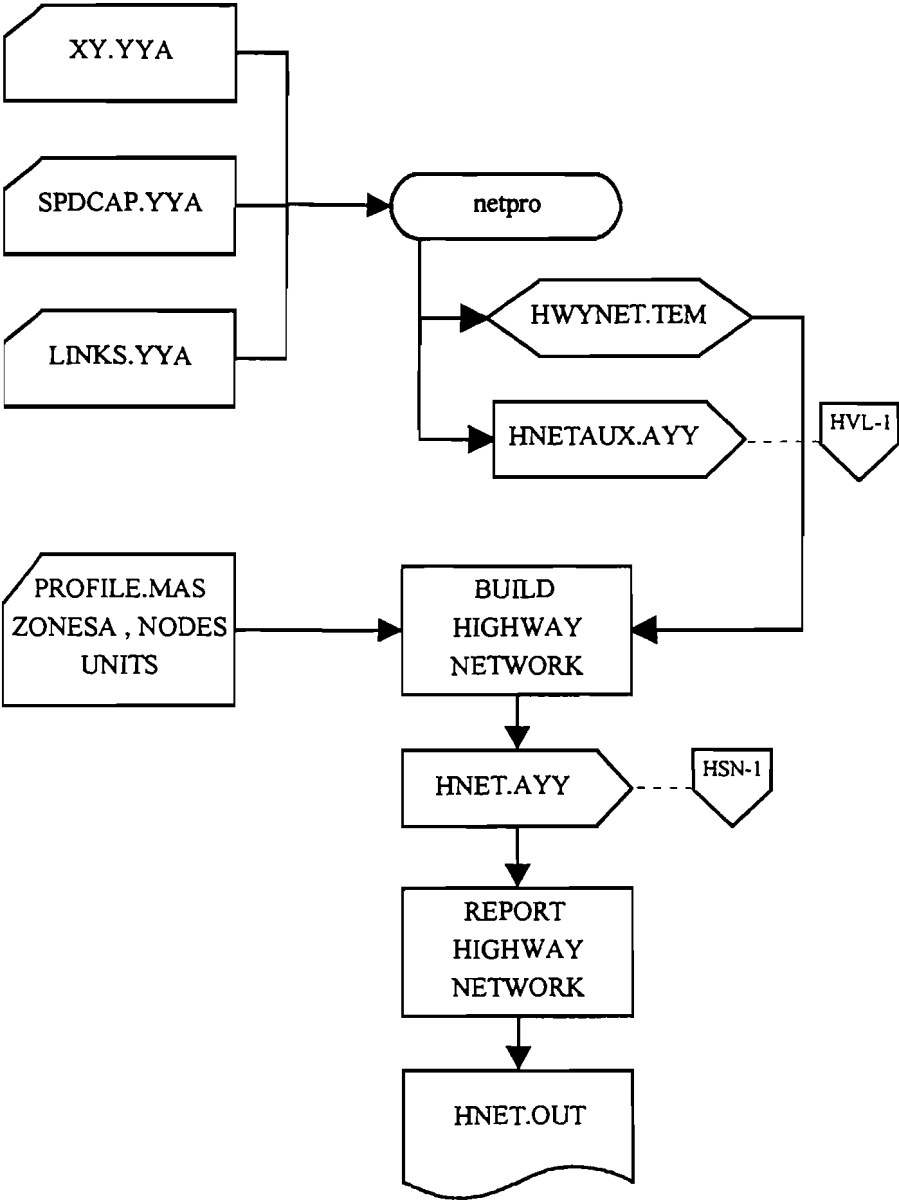 XY.YYA
SPDCAP.YYA
netpro
HWYNET.TEM
LINKS.YYA
HNETAUX.AYY
HVL-1
PROFILE.MAS
ZONESA , NODES
UNITS
BUILD
HIGHWAY
NETWORK
HNET.AYY
HSN-1
REPORT
HIGHWAY
NETWORK
HNET.OUT